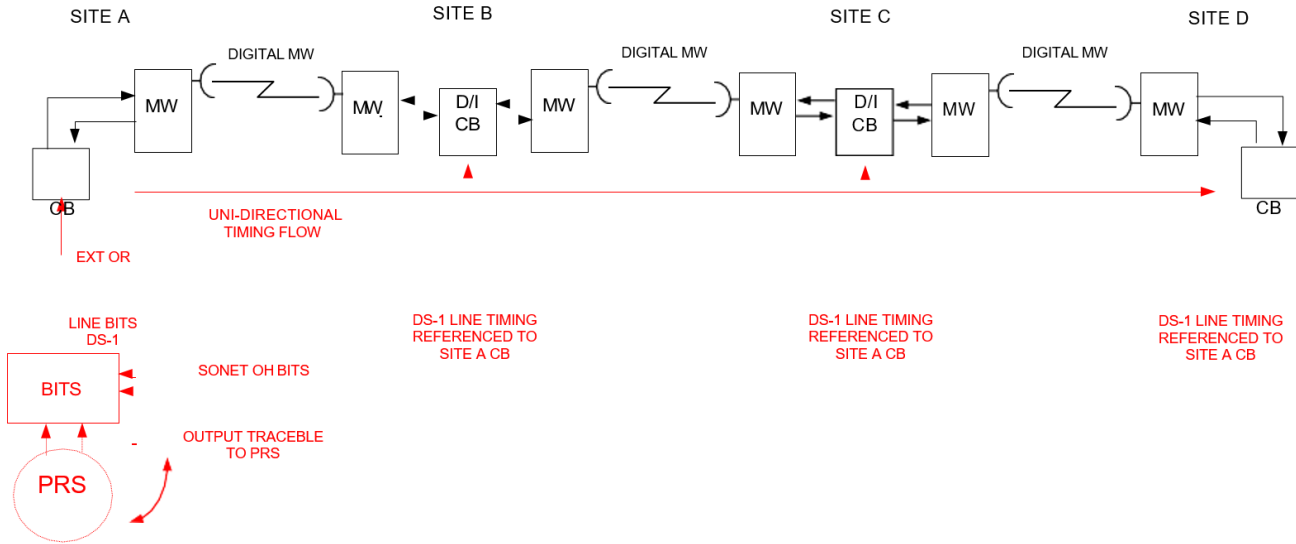 SITE A
SITE B
SITE C
SITE D
DIGITAL MW
DIGITAL MW
DIGITAL MW
MW
MW.
D/I
CB
MW
MW
D/I
CB
MW
MW
CB
CB
UNI-DIRECTIONAL
TIMING FLOW
EXT OR
LINE BITS
DS-1
DS-1 LINE TIMING
REFERENCED TO
SITE A CB
DS-1 LINE TIMING
REFERENCED TO
SITE A CB
DS-1 LINE TIMING
REFERENCED TO
SITE A CB
BITS
SONET OH BITS
OUTPUT TRACEBLE
TO PRS
PRS